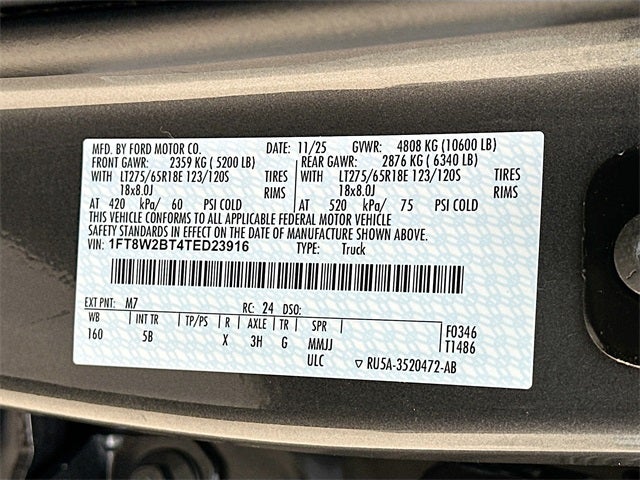 MFD. BY FORD MOTOR CO. DATE: 11/25 GVWR: 4808 KG (10600 LB)
FRONT GAWR: 2359 KG ( 5200 LB) REAR GAWR: 2876 KG ( 6340 LB)
WITH LT275/65R18E 123/120S TIRES WITH LT275/65R18E 123/120S TIRES
18x8.0J RIMS 18x8.0J RIMS
AT 420 kPa/ 60 PSI COLD AT 520 kPa/ 75 PSI COLD
THIS VEHICLE CONFORMS TO ALL APPLICABLE FEDERAL MOTOR VEHICLE
SAFETY STANDARDS IN EFFECT ON THE DATE OF MANUFACTURE SHOWN ABOVE.
VIN: 1FT8W2BT4TED23916 TYPE: Truck
EXT PNT: M7 RC: 24 DSO:
WB INT TR TP/PS R AXLE TR SPR F0346
160 5B X 3H G MMJJ T1486
ULC ▽ RU5A-3520472-AB